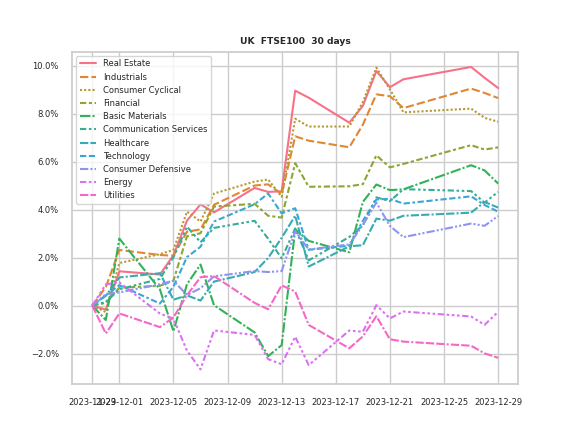 UK FTSE100 30 days
10.0%
8.0%
6.0%
4.0%
2.0%
0.0%
−2.0%
Real Estate
Industrials
Consumer Cyclical
Financial
Basic Materials
Communication Services
Healthcare
Technology
Consumer Defensive
Energy
Utilities
2023-11-29 2023-12-01 2023-12-05 2023-12-09 2023-12-13 2023-12-17 2023-12-21 2023-12-25 2023-12-29